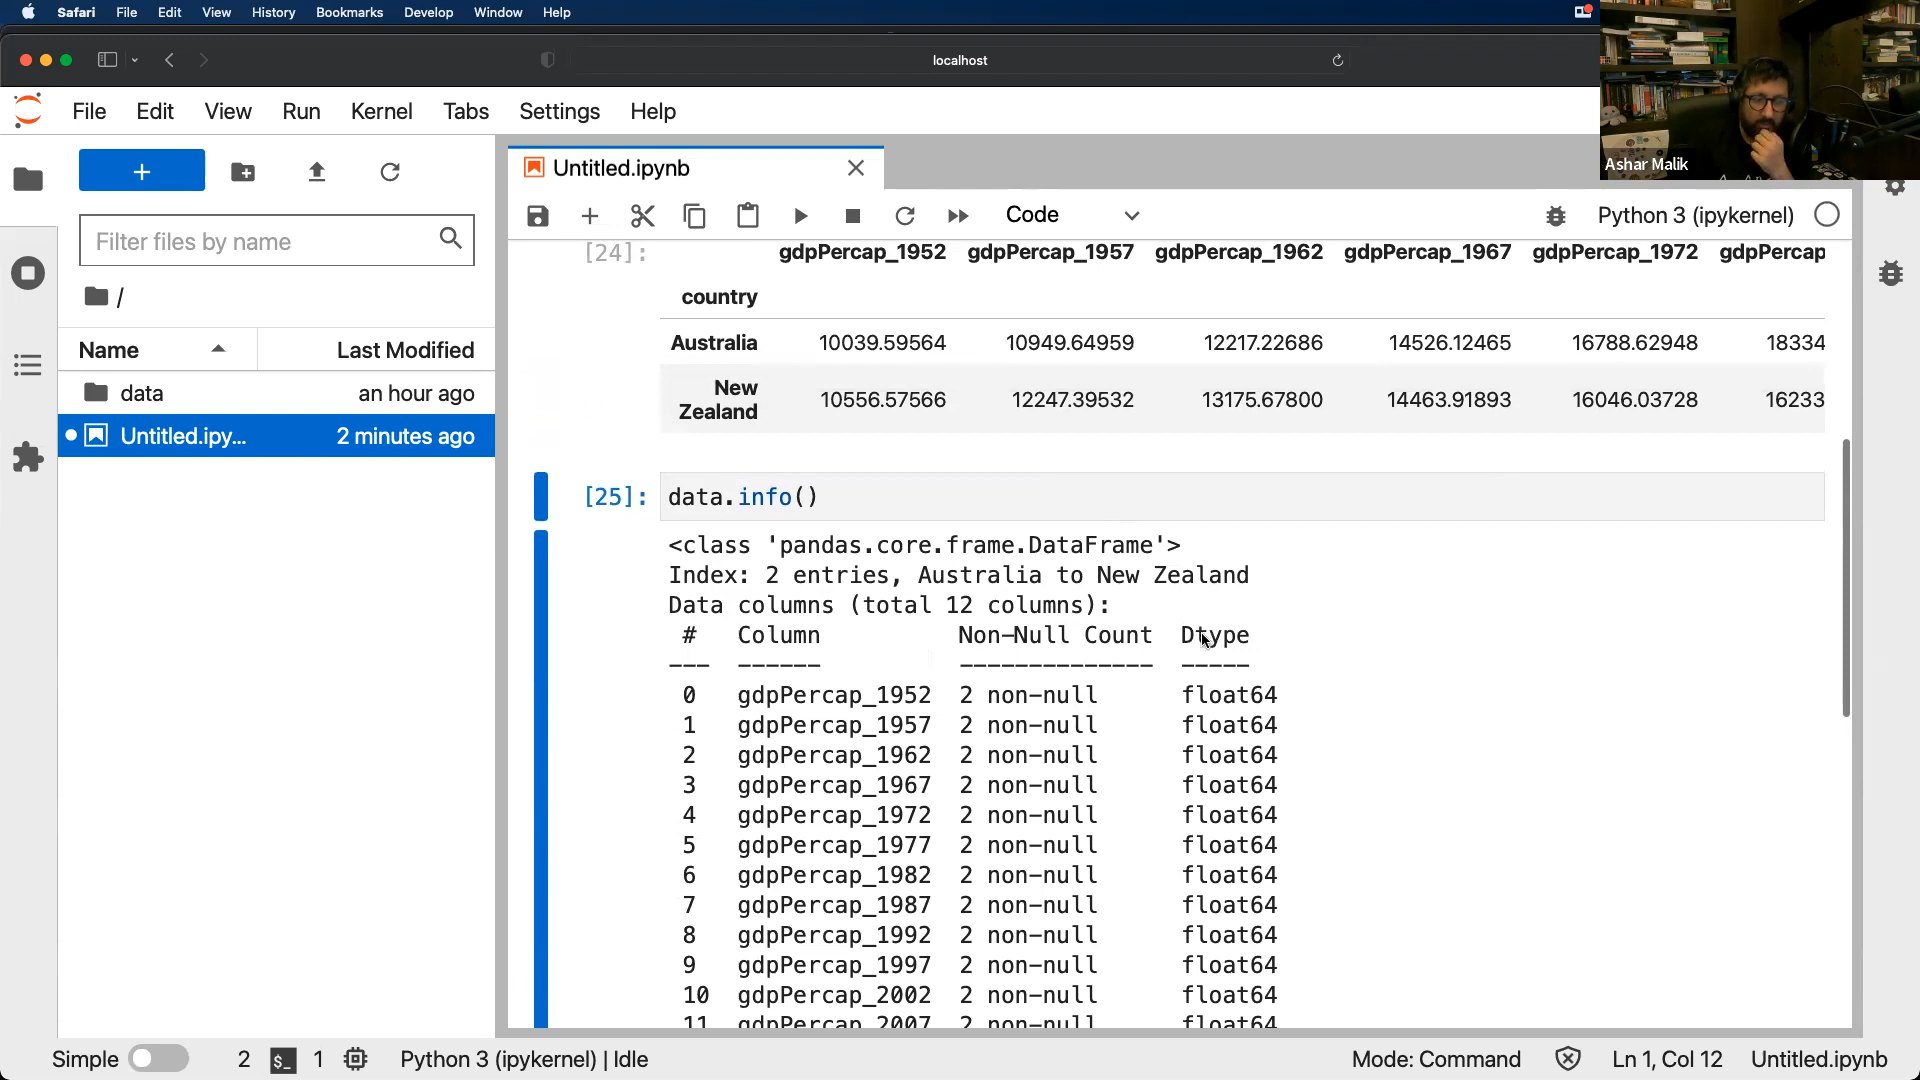 Safari File Edit View History Bookmarks Develop Window Help
localhost
File Edit View Run Kernel Tabs Settings Help
Ashar Malik
+
Untitled.ipynb
Code
Python 3 (ipykernel)
Filter files by name
/
Name Last Modified
data an hour ago
Untitled.ipy... 2 minutes ago
[24]: gdpPercap_1952 gdpPercap_1957 gdpPercap_1962 gdpPercap_1967 gdpPercap_1972 gdpPercap
country
Australia 10039.59564 10949.64959 12217.22686 14526.12465 16788.62948 18334
New Zealand 10556.57566 12247.39532 13175.67800 14463.91893 16046.03728 16233
[25]: data.info()
<class 'pandas.core.frame.DataFrame'>
Index: 2 entries, Australia to New Zealand
Data columns (total 12 columns):
# Column Non-Null Count Dtype
--- ------ -------------- -----
0 gdpPercap_1952 2 non-null float64
1 gdpPercap_1957 2 non-null float64
2 gdpPercap_1962 2 non-null float64
3 gdpPercap_1967 2 non-null float64
4 gdpPercap_1972 2 non-null float64
5 gdpPercap_1977 2 non-null float64
6 gdpPercap_1982 2 non-null float64
7 gdpPercap_1987 2 non-null float64
8 gdpPercap_1992 2 non-null float64
9 gdpPercap_1997 2 non-null float64
10 gdpPercap_2002 2 non-null float64
11 gdpPercap_2007 2 non-null float64
Simple 2 $_ 1 Python 3 (ipykernel) | Idle Mode: Command Ln 1, Col 12 Untitled.ipynb